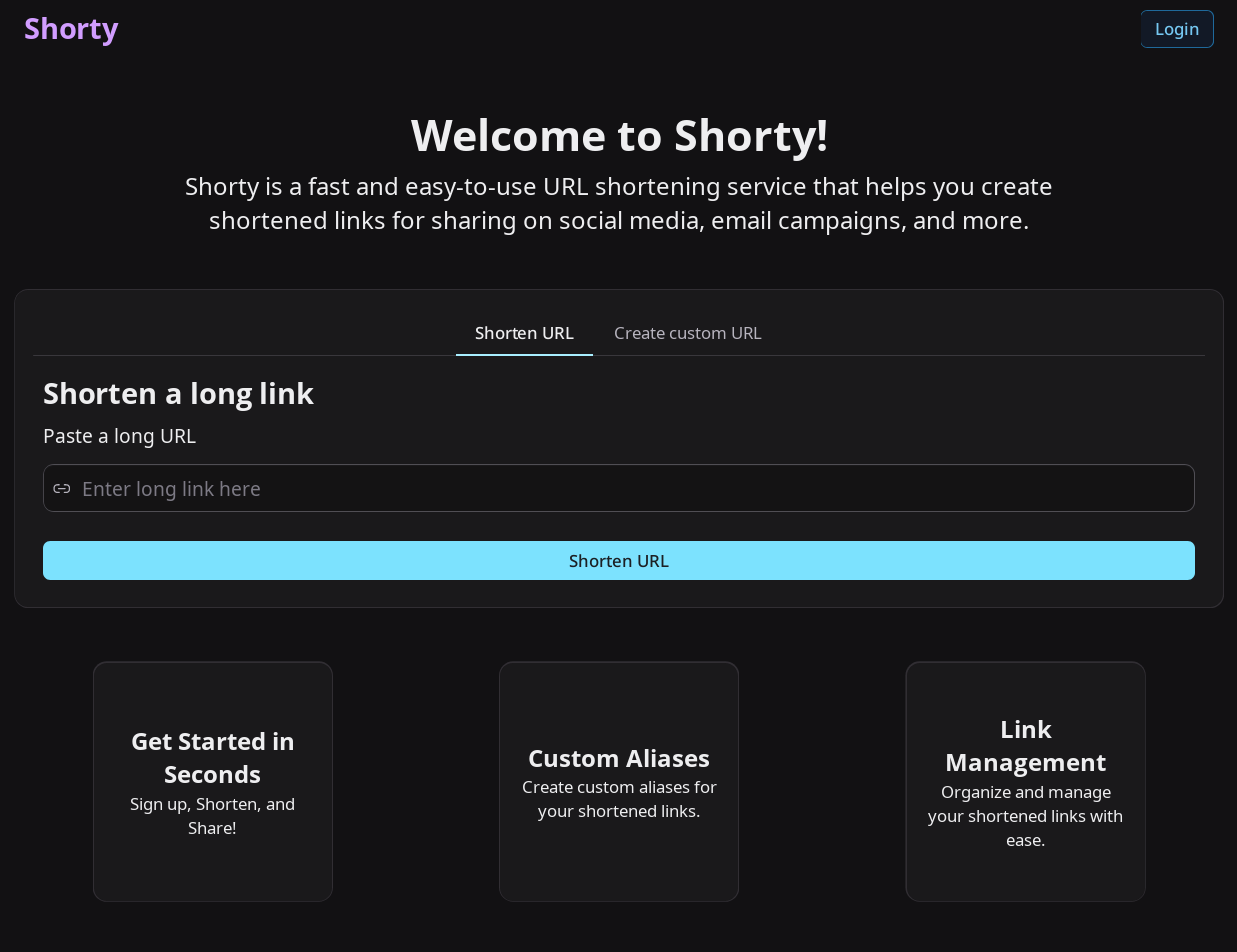 Shorty
Login
Welcome to Shorty!
Shorty is a fast and easy-to-use URL shortening service that helps you create
shortened links for sharing on social media, email campaigns, and more.
Shorten URL
Create custom URL
Shorten a long link
Paste a long URL
Enter long link here
Shorten URL
Get Started in
Seconds
Sign up, Shorten, and
Share!
Custom Aliases
Create custom aliases for
your shortened links.
Link
Management
Organize and manage
your shortened links with
ease.